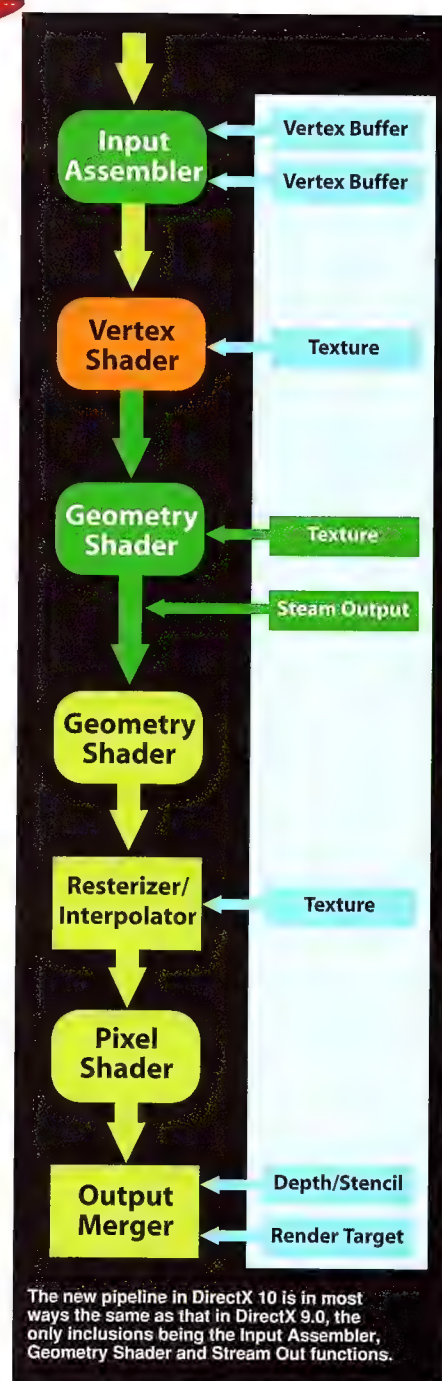 Input
Assembler
Vertex Buffer
Vertex Buffer
Vertex
Shader
Texture
Geometry
Shader
Texture
Steam Output
Geometry
Shader
Resterizer/
Interpolator
Texture
Pixel
Shader
Output
Merger
Depth/Stencil
Render Target
The new pipeline in DirectX 10 is in most
ways the same as that in DirectX 9.0, the
only inclusions being the Input Assembler,
Geometry Shader and Stream Out functions.